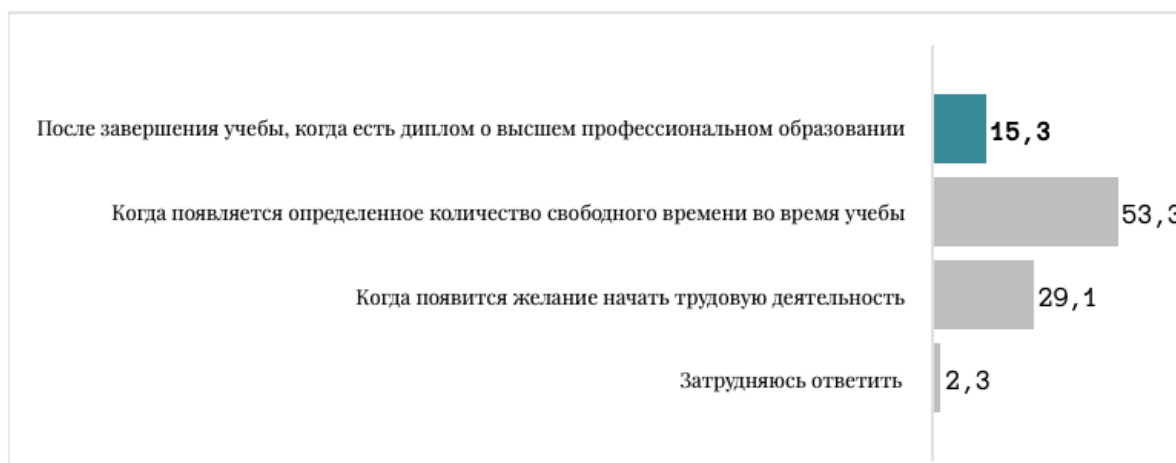 После завершения учебы, когда есть диплом о высшем профессиональном образовании 15,3
Когда появляется определенное количество свободного времени во время учебы 53,3
Когда появится желание начать трудовую деятельность 29,1
Затрудняюсь ответить 2,3